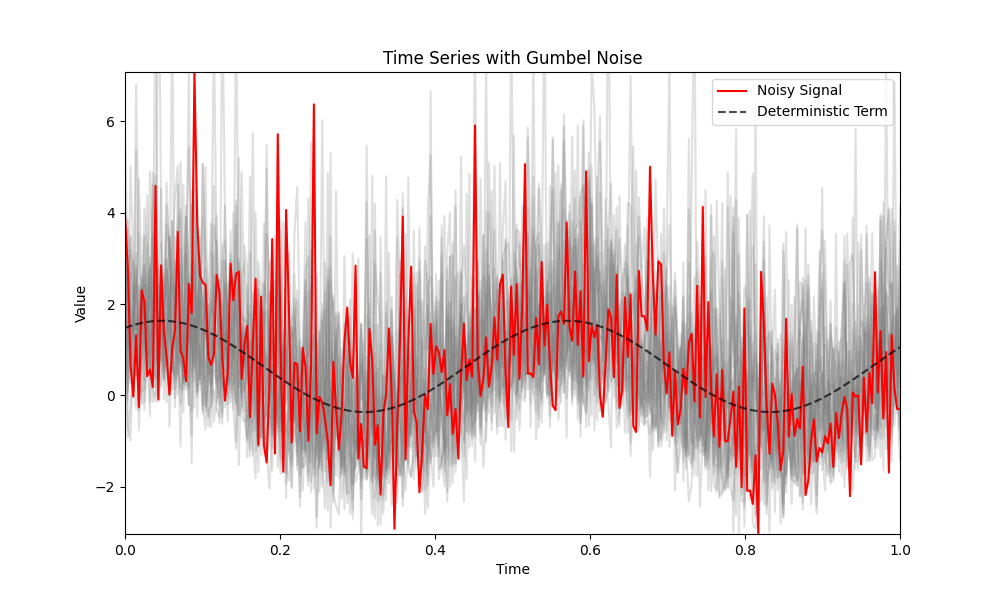 Time Series with Gumbel Noise
Noisy Signal
Deterministic Term
Value
6
4
2
0
−2
0.0
0.2
0.4
0.6
0.8
1.0
Time